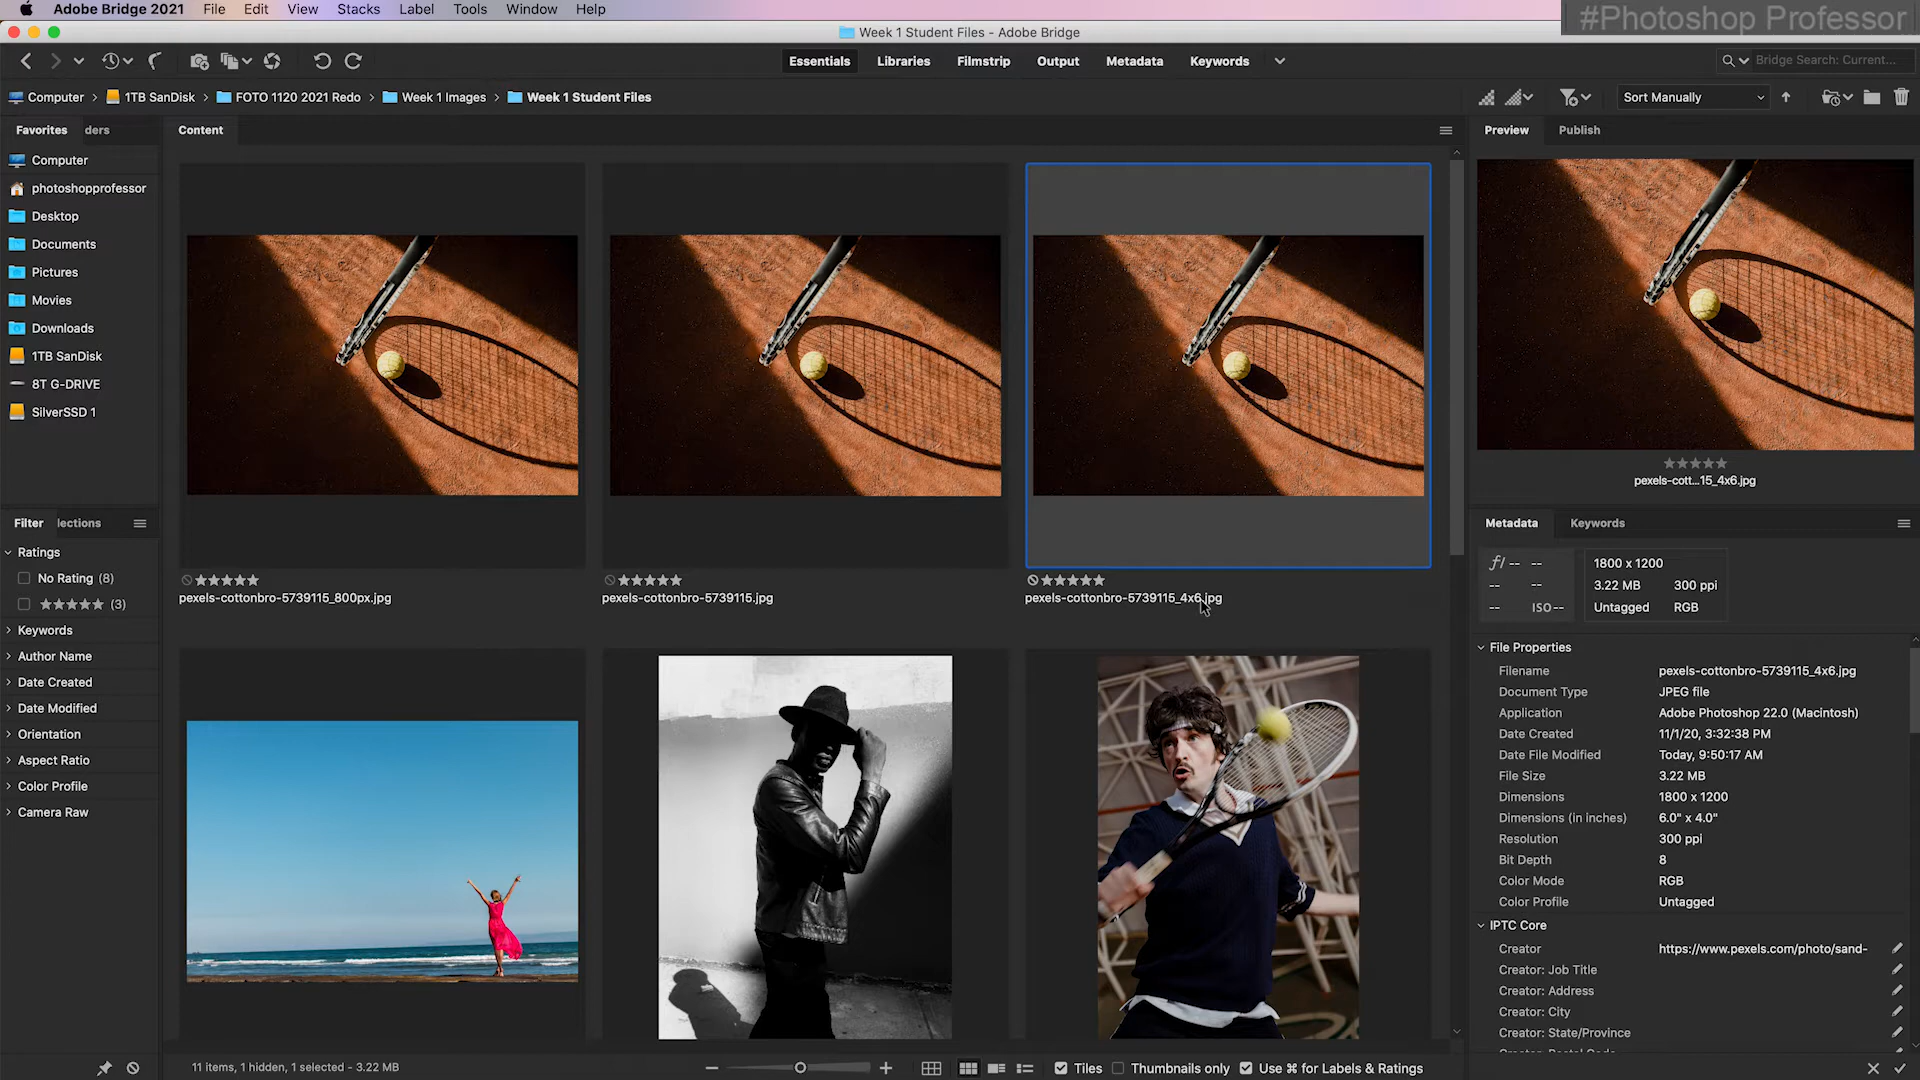 Adobe Bridge 2021 File Edit View Stacks Label Tools Window Help
#Photoshop Professor
Week 1 Student Files - Adobe Bridge
Essentials Libraries Filmstrip Output Metadata Keywords
Bridge Search: Current...
Computer > 1TB SanDisk > FOTO 1120 2021 Redo > Week 1 Images > Week 1 Student Files
Sort Manually
Favorites ders
Computer
photoshopprofessor
Desktop
Documents
Pictures
Movies
Downloads
1TB SanDisk
8T G-DRIVE
SilverSSD 1
Filter lections
Ratings
No Rating (8)
★★★★★ (3)
Keywords
Author Name
Date Created
Date Modified
Orientation
Aspect Ratio
Color Profile
Camera Raw
Content
pexels-cottonbro-5739115_800px.jpg
pexels-cottonbro-5739115.jpg
pexels-cottonbro-5739115_4x6.jpg
11 items, 1 hidden, 1 selected - 3.22 MB
Tiles Thumbnails only Use ⌘ for Labels & Ratings
Preview Publish
pexels-cott...15_4x6.jpg
Metadata Keywords
f/ -- -- 1800 x 1200
-- -- 3.22 MB 300 ppi
-- ISO -- Untagged RGB
File Properties
Filename pexels-cottonbro-5739115_4x6.jpg
Document Type JPEG file
Application Adobe Photoshop 22.0 (Macintosh)
Date Created 11/1/20, 3:32:38 PM
Date File Modified Today, 9:50:17 AM
File Size 3.22 MB
Dimensions 1800 x 1200
Dimensions (in inches) 6.0" x 4.0"
Resolution 300 ppi
Bit Depth 8
Color Mode RGB
Color Profile Untagged
IPTC Core
Creator https://www.pexels.com/photo/sand-
Creator: Job Title
Creator: Address
Creator: City
Creator: State/Province